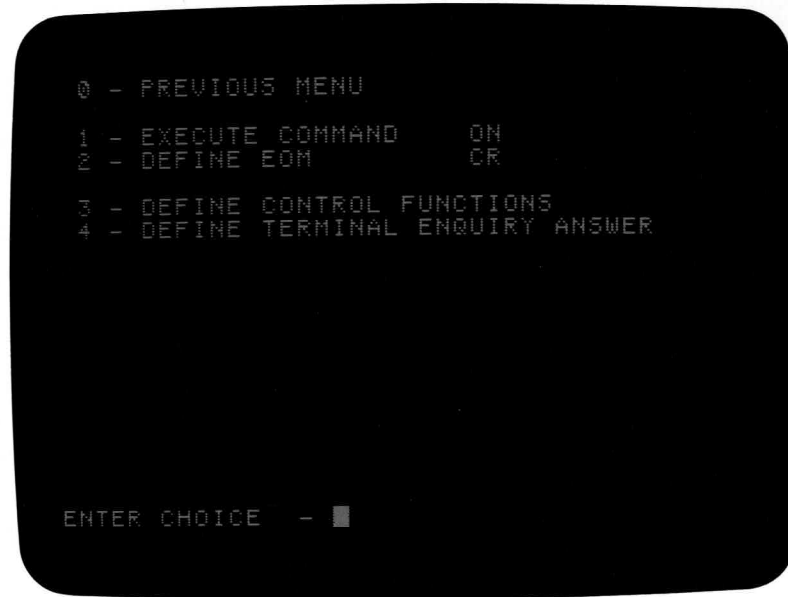 0 - PREVIOUS MENU
1 - EXECUTE COMMAND ON
2 - DEFINE EOM CR
3 - DEFINE CONTROL FUNCTIONS
4 - DEFINE TERMINAL ENQUIRY ANSWER
ENTER CHOICE -